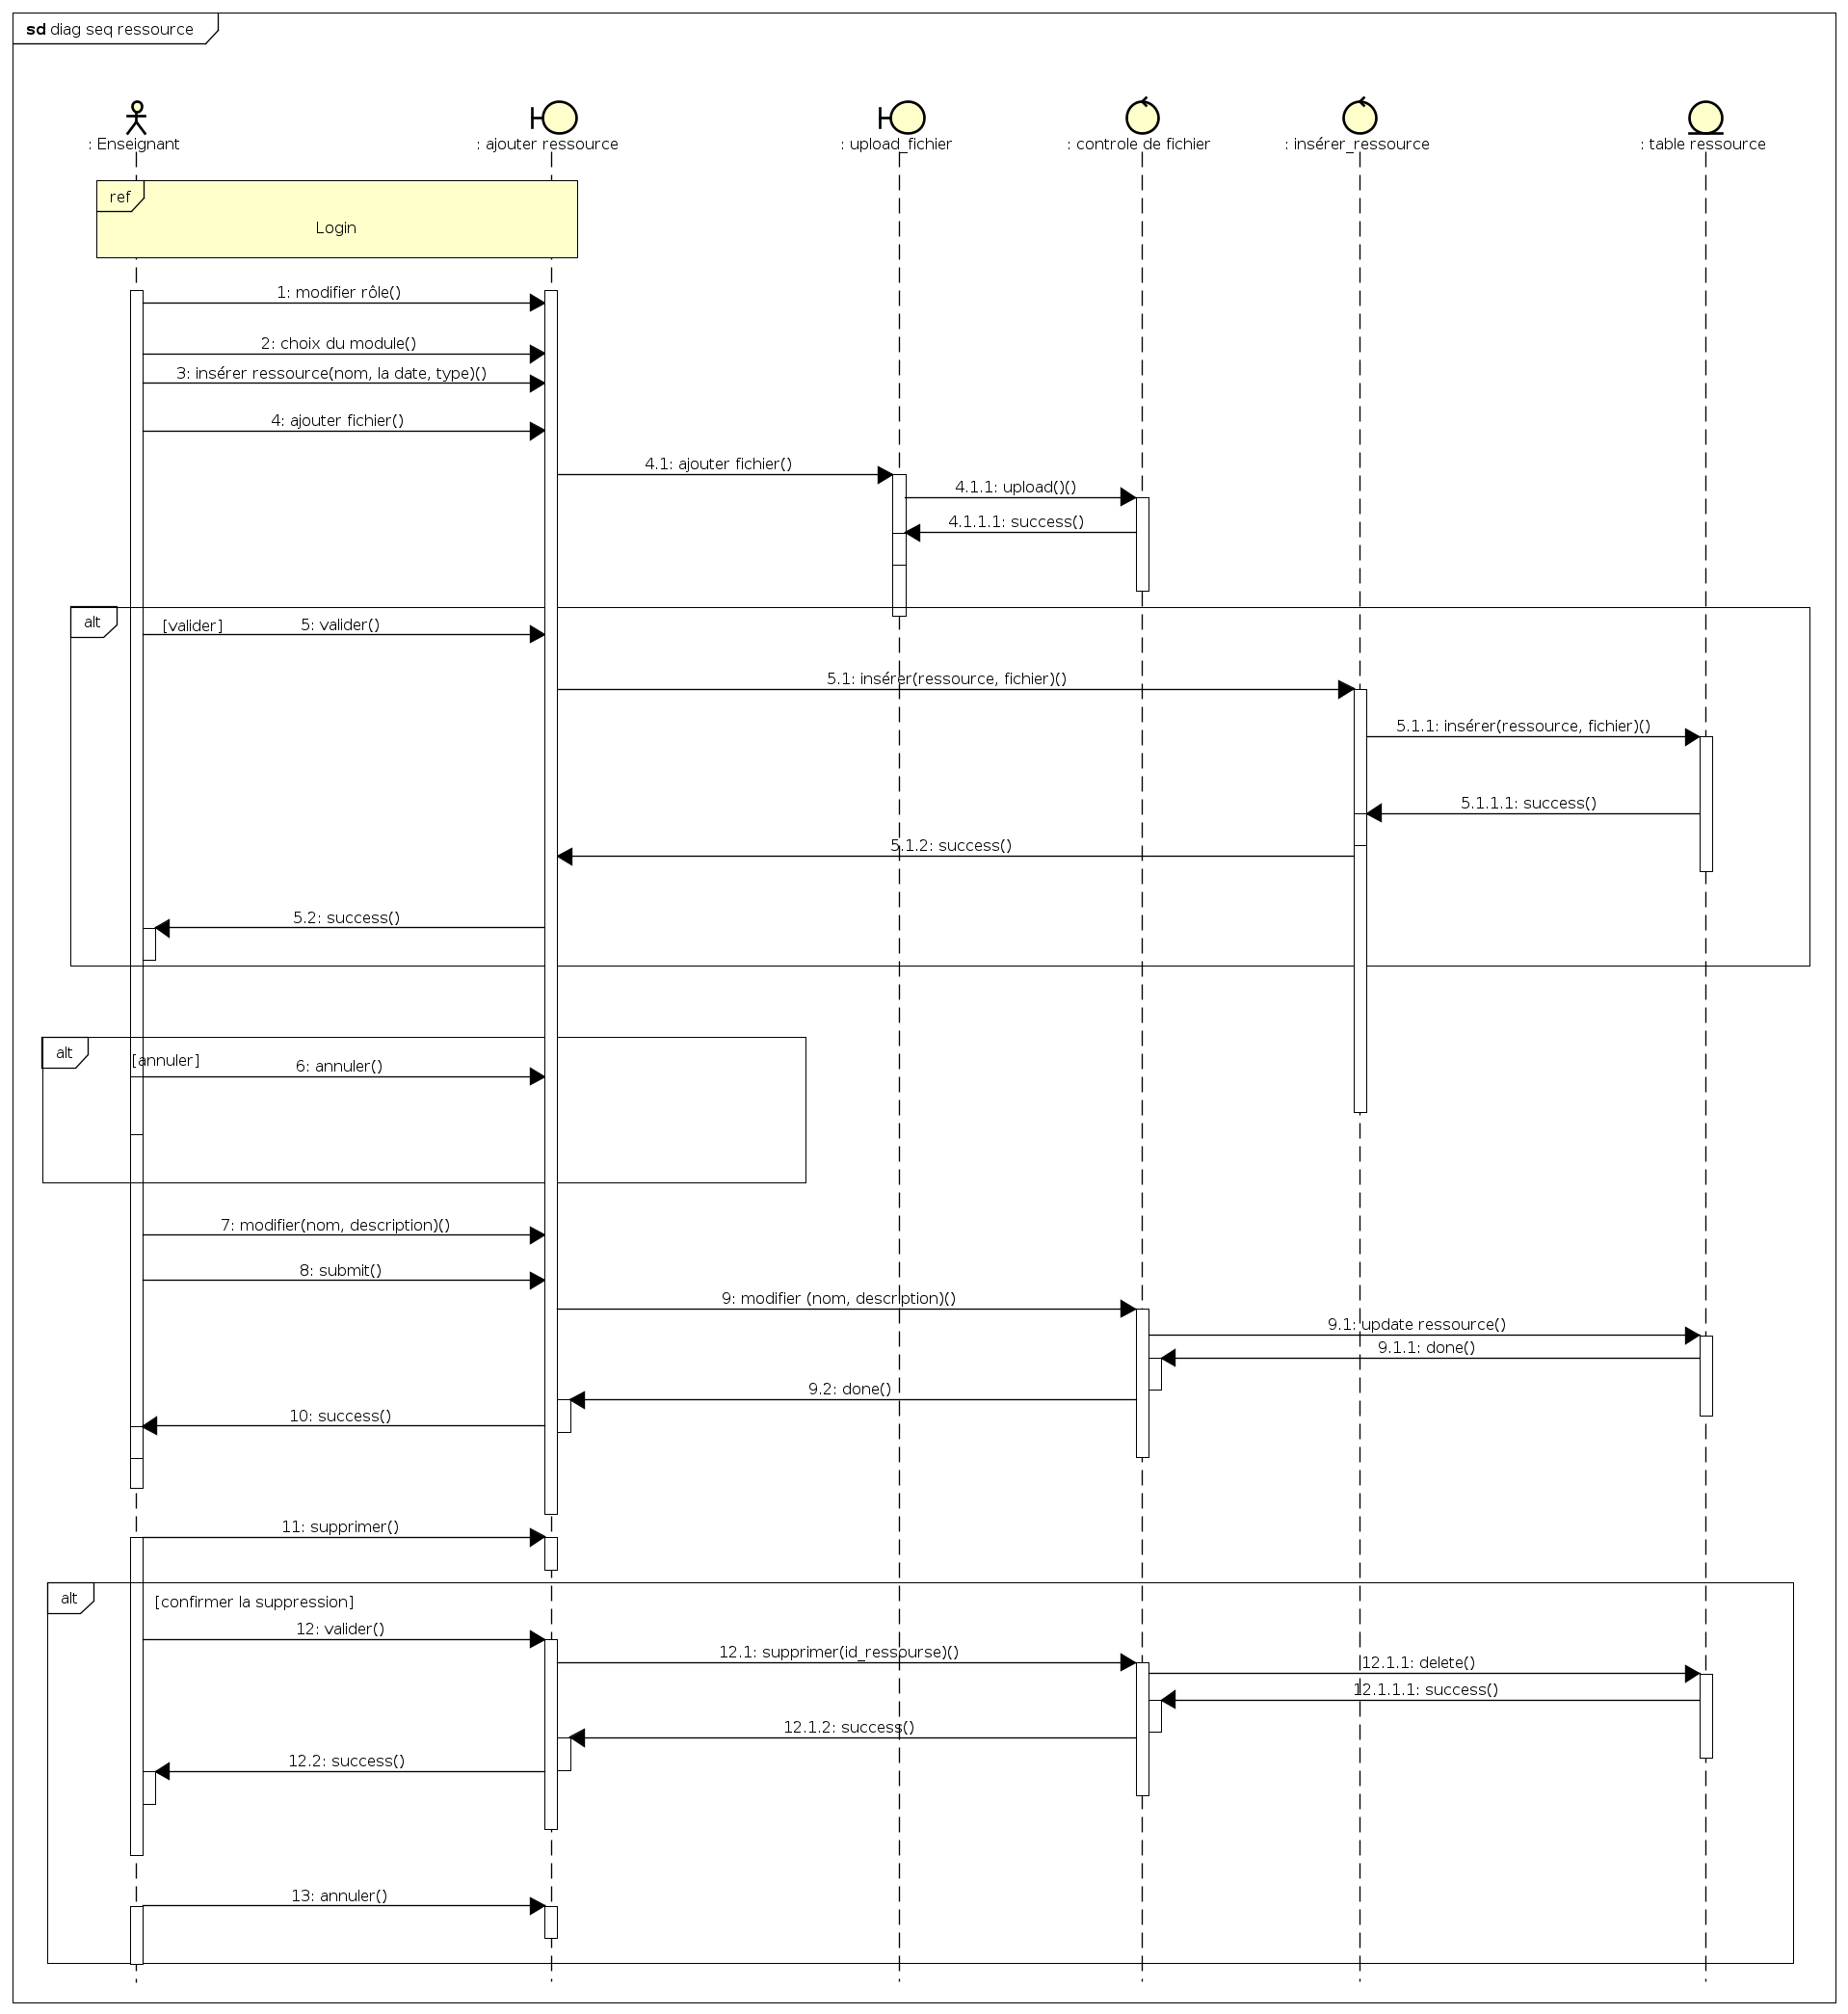 sd diag seq ressource
: Enseignant
: ajouter ressource
: upload_fichier
: controle de fichier
: insérer_ressource
: table ressource
ref
Login
1: modifier rôle()
2: choix du module()
3: insérer ressource(nom, la date, type)()
4: ajouter fichier()
4.1: ajouter fichier()
4.1.1: upload()()
4.1.1.1: success()
alt
[valider]
5: valider()
5.1: insérer(ressource, fichier)()
5.1.1: insérer(ressource, fichier)()
5.1.1.1: success()
5.1.2: success()
5.2: success()
alt
[annuler]
6: annuler()
7: modifier(nom, description)()
8: submit()
9: modifier (nom, description)()
9.1: update ressource()
9.1.1: done()
9.2: done()
10: success()
11: supprimer()
alt
[confirmer la suppression]
12: valider()
12.1: supprimer(id_ressourse)()
12.1.1: delete()
12.1.1.1: success()
12.1.2: success()
12.2: success()
13: annuler()